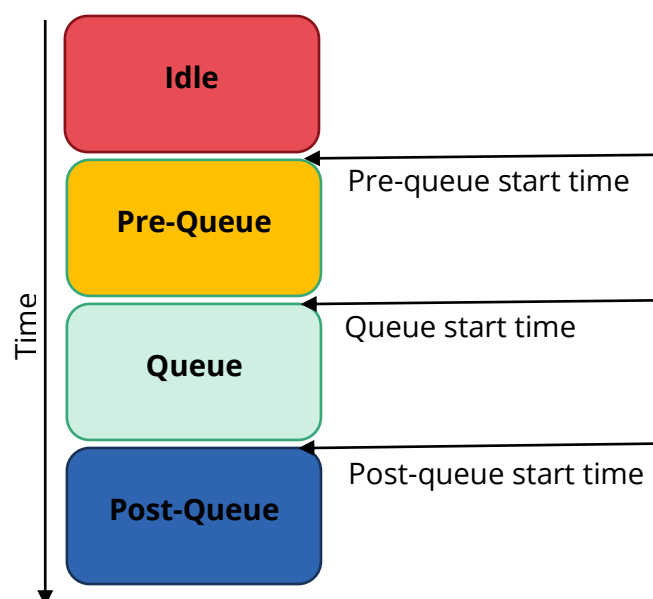 Idle
Pre-queue start time
Pre-Queue
Time
Queue start time
Queue
Post-queue start time
Post-Queue